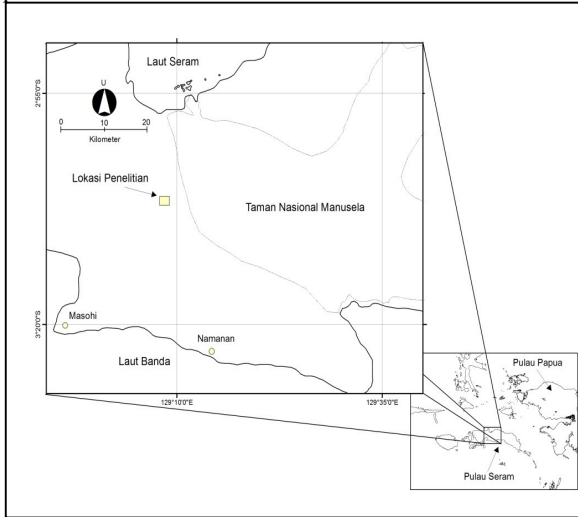 Laut Seram
2°55'0"S
U
0 10 20
Kilometer
Lokasi Penelitian
Taman Nasional Manusela
Masohi
3°20'0"S
Namanan
Laut Banda
129°10'0"E
129°35'0"E
Pulau Papua
Pulau Seram